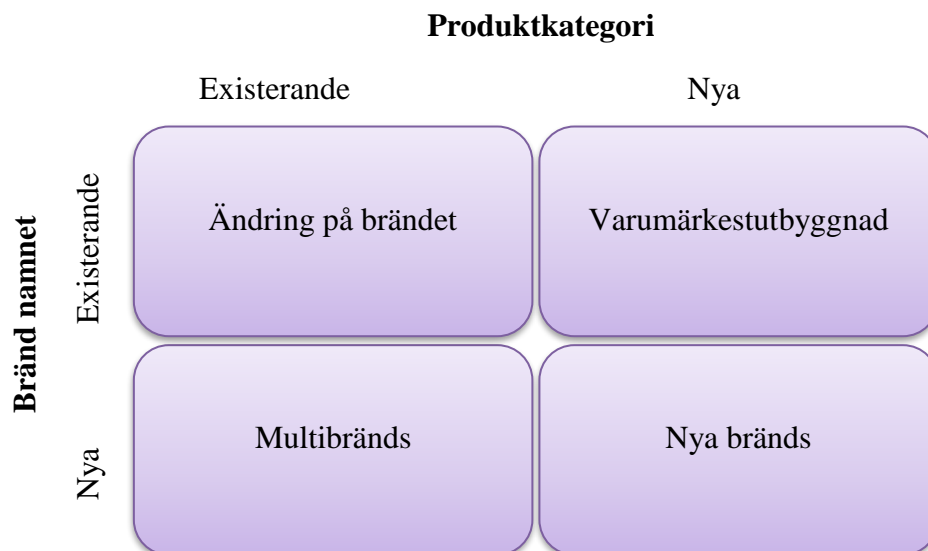 Produktkategori
Existerande
Nya
Bränd namnet
Existerande
Ändring på brändet
Varumärkestutbyggnad
Nya
Multibränds
Nya bränds